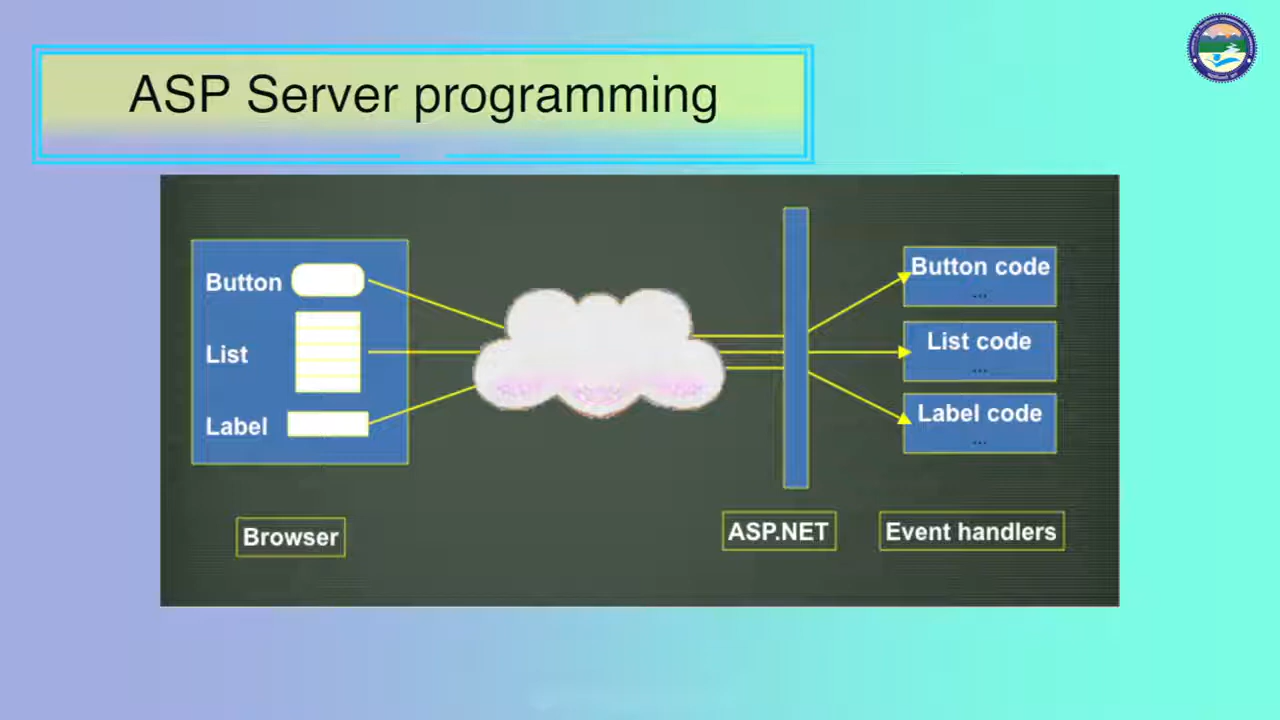 ASP Server programming
Button
List
Label
Button code
...
List code
...
Label code
...
Browser
ASP.NET
Event handlers